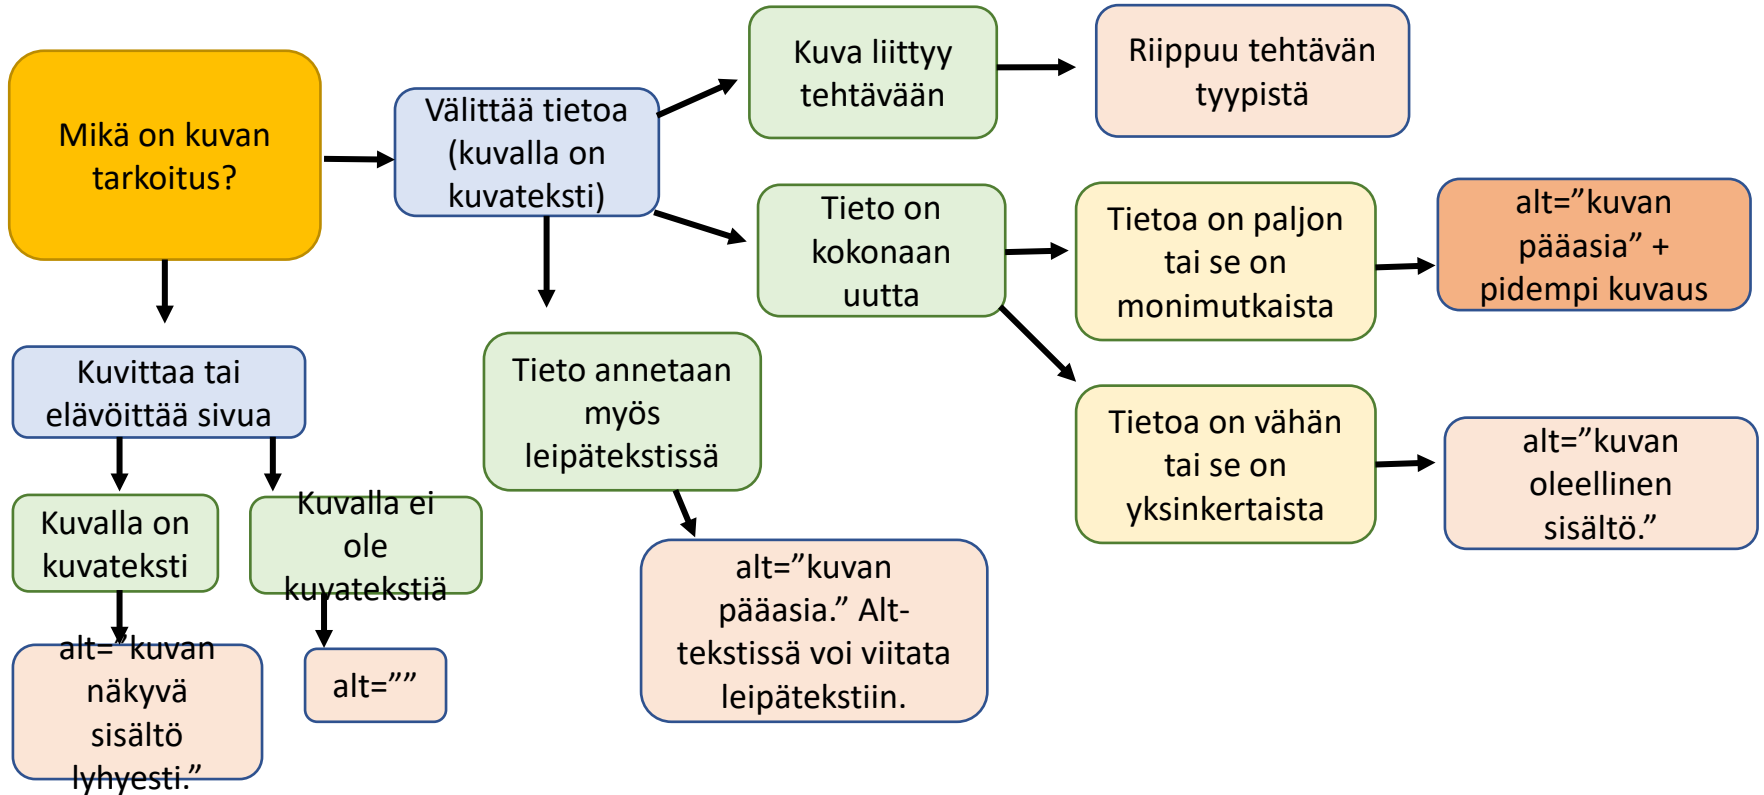 Mikä on kuvan
tarkoitus?
Välittää tietoa
(kuvalla on
kuvateksti)
Kuva liittyy
tehtävään
Riippuu tehtävän
tyypistä
Tieto on
kokonaan
uutta
Tietoa on paljon
tai se on
monimutkaista
alt=”kuvan
pääasia” +
pidempi kuvaus
Tietoa on vähän
tai se on
yksinkertaista
alt=”kuvan
oleellinen
sisältö.”
Tieto annetaan
myös
leipätekstissä
alt=”kuvan
pääasia.” Alt-
tekstissä voi viitata
leipätekstiin.
Kuvittaa tai
elävöittää sivua
Kuvalla on
kuvateksti
alt=”kuvan
näkyvä
sisältö
lyhyesti.”
Kuvalla ei
ole
kuvatekstiä
alt=””